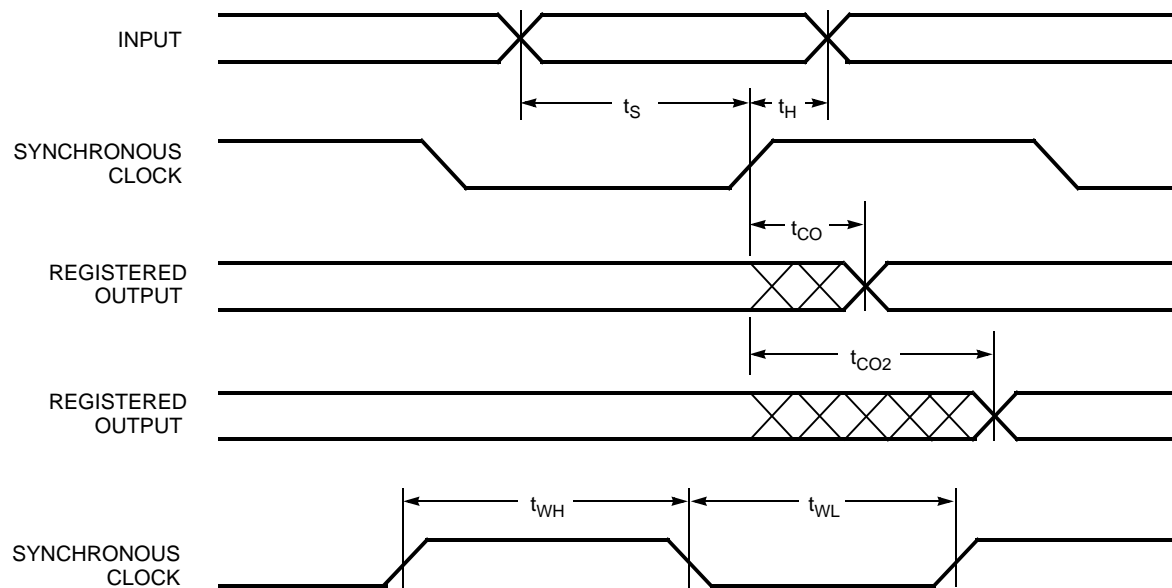 INPUT
tS
tH
SYNCHRONOUS
CLOCK
tCO
REGISTERED
OUTPUT
tCO2
REGISTERED
OUTPUT
tWH
tWL
SYNCHRONOUS
CLOCK